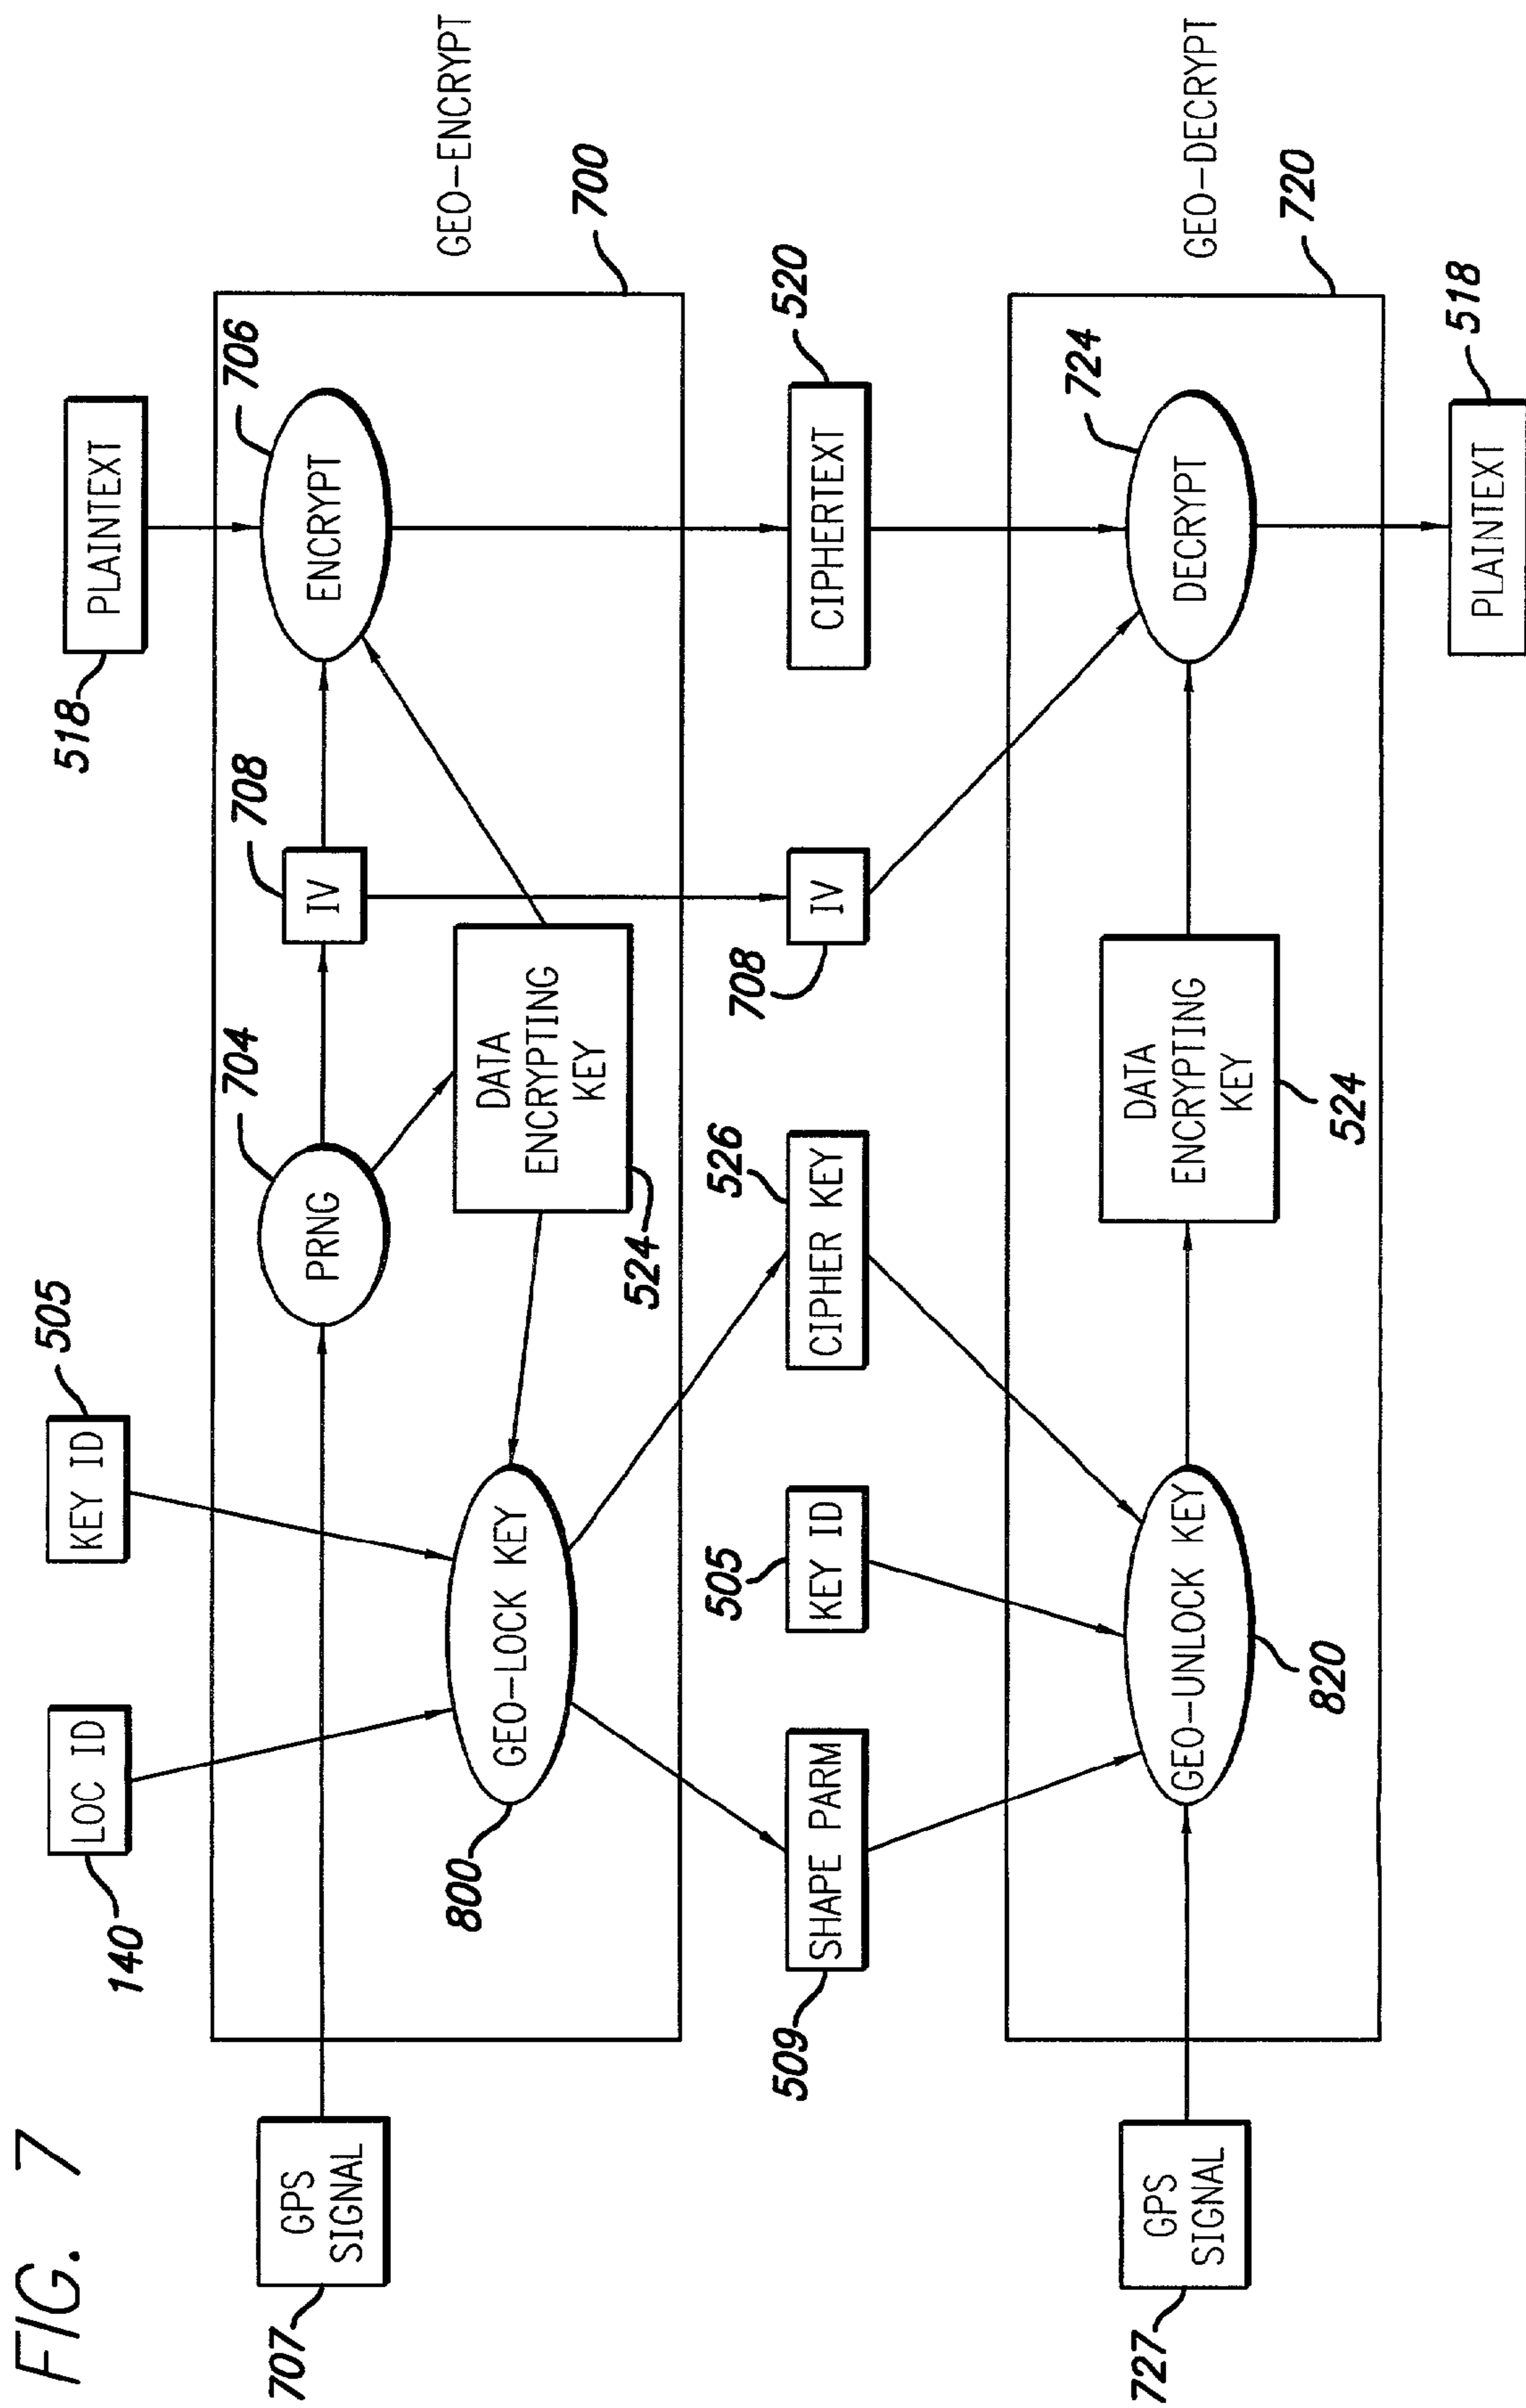 FIG. 7
LOC ID
140
KEY ID
505
PLAINTEXT
518
GPS
SIGNAL
707
PRNG
704
IV
708
ENCRYPT
706
GEO-LOCK KEY
800
DATA
ENCRYPTING
KEY
524
GEO-ENCRYPT
700
SHAPE PARM
509
KEY ID
505
CIPHER KEY
526
IV
708
CIPHERTEXT
520
GPS
SIGNAL
727
GEO-UNLOCK KEY
820
DATA
ENCRYPTING
KEY
524
DECRYPT
724
GEO-DECRYPT
720
PLAINTEXT
518